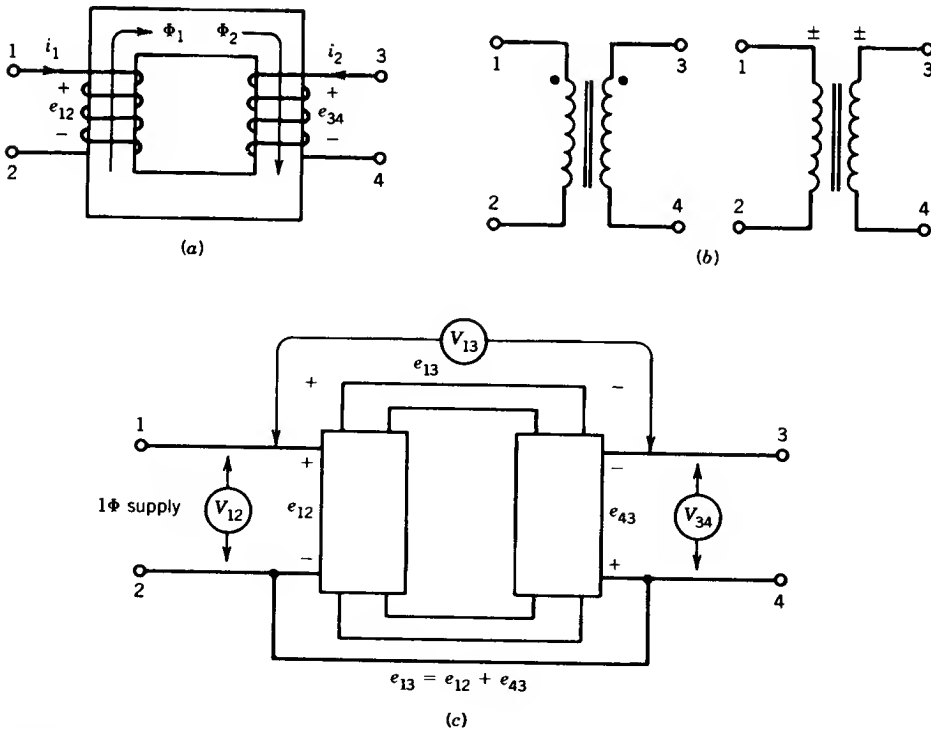 Φ₁ Φ₂
1 i₁ i₂ 3
+ e₁₂ −
+ e₃₄ −
2 4
(a)
± ±
1 3 1 3
2 4 2 4
(b)
V₁₃
+ e₁₃ −
1 3
+ −
1Φ supply V₁₂ e₁₂ e₄₃ V₃₄
− +
2 4
e₁₃ = e₁₂ + e₄₃
(c)